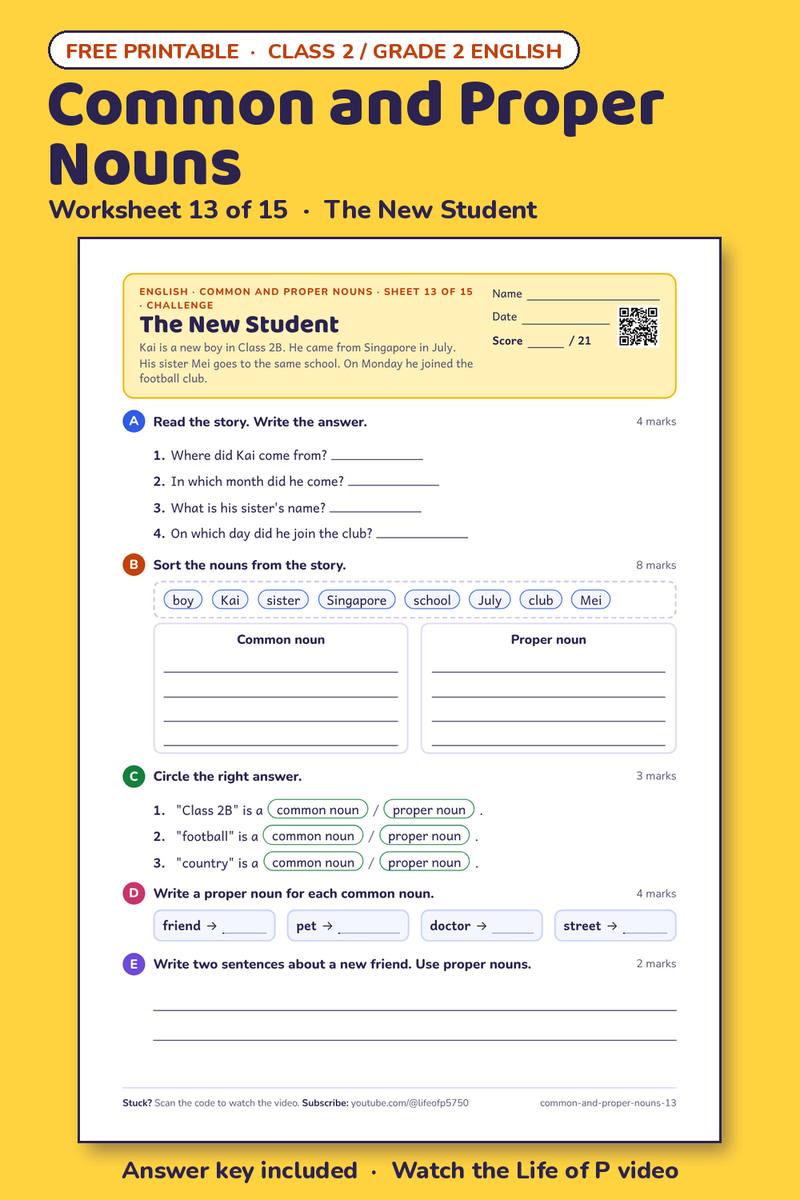 FREE PRINTABLE · CLASS 2 / GRADE 2 ENGLISH
Common and Proper
Nouns
Worksheet 13 of 15 · The New Student
ENGLISH · COMMON AND PROPER NOUNS · SHEET 13 OF 15
· CHALLENGE
The New Student
Kai is a new boy in Class 2B. He came from Singapore in July.
His sister Mei goes to the same school. On Monday he joined the
football club.
Name
Date
Score / 21
A Read the story. Write the answer. 4 marks
1. Where did Kai come from?
2. In which month did he come?
3. What is his sister's name?
4. On which day did he join the club?
B Sort the nouns from the story. 8 marks
boy Kai sister Singapore school July club Mei
Common noun Proper noun
C Circle the right answer. 3 marks
1. "Class 2B" is a common noun / proper noun .
2. "football" is a common noun / proper noun .
3. "country" is a common noun / proper noun .
D Write a proper noun for each common noun. 4 marks
friend → pet → doctor → street →
E Write two sentences about a new friend. Use proper nouns. 2 marks
Stuck? Scan the code to watch the video. Subscribe: youtube.com/@lifeofp5750 common-and-proper-nouns-13
Answer key included · Watch the Life of P video